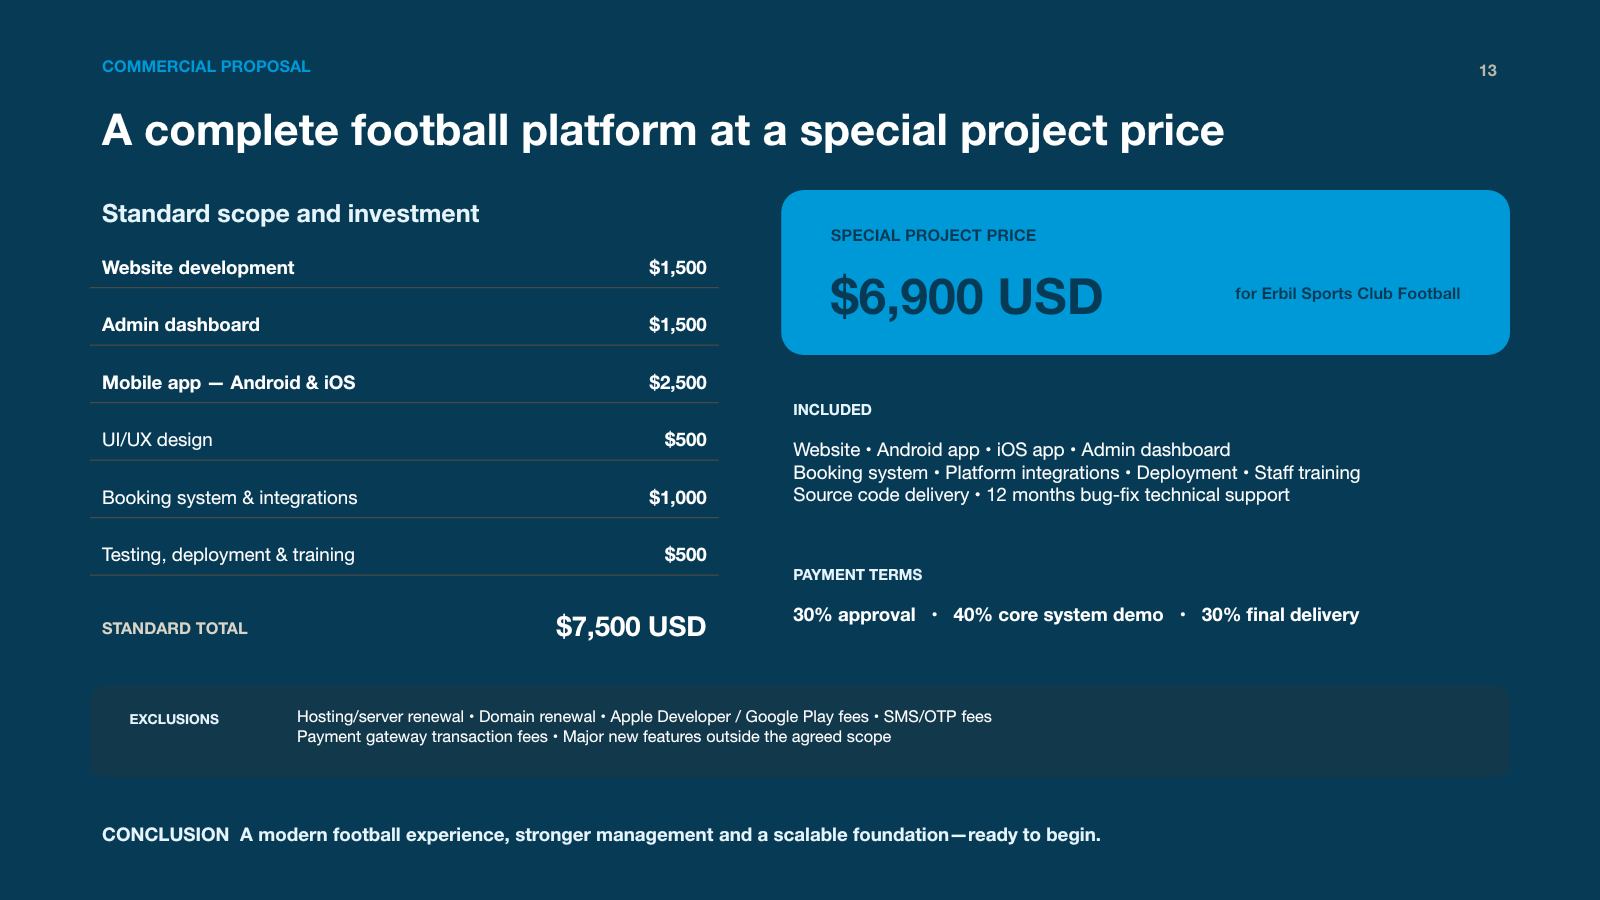 COMMERCIAL PROPOSAL
13
A complete football platform at a special project price
Standard scope and investment
Website development $1,500
Admin dashboard $1,500
Mobile app — Android & iOS $2,500
UI/UX design $500
Booking system & integrations $1,000
Testing, deployment & training $500
STANDARD TOTAL $7,500 USD
SPECIAL PROJECT PRICE
$6,900 USD for Erbil Sports Club Football
INCLUDED
Website • Android app • iOS app • Admin dashboard
Booking system • Platform integrations • Deployment • Staff training
Source code delivery • 12 months bug-fix technical support
PAYMENT TERMS
30% approval • 40% core system demo • 30% final delivery
EXCLUSIONS
Hosting/server renewal • Domain renewal • Apple Developer / Google Play fees • SMS/OTP fees
Payment gateway transaction fees • Major new features outside the agreed scope
CONCLUSION A modern football experience, stronger management and a scalable foundation—ready to begin.